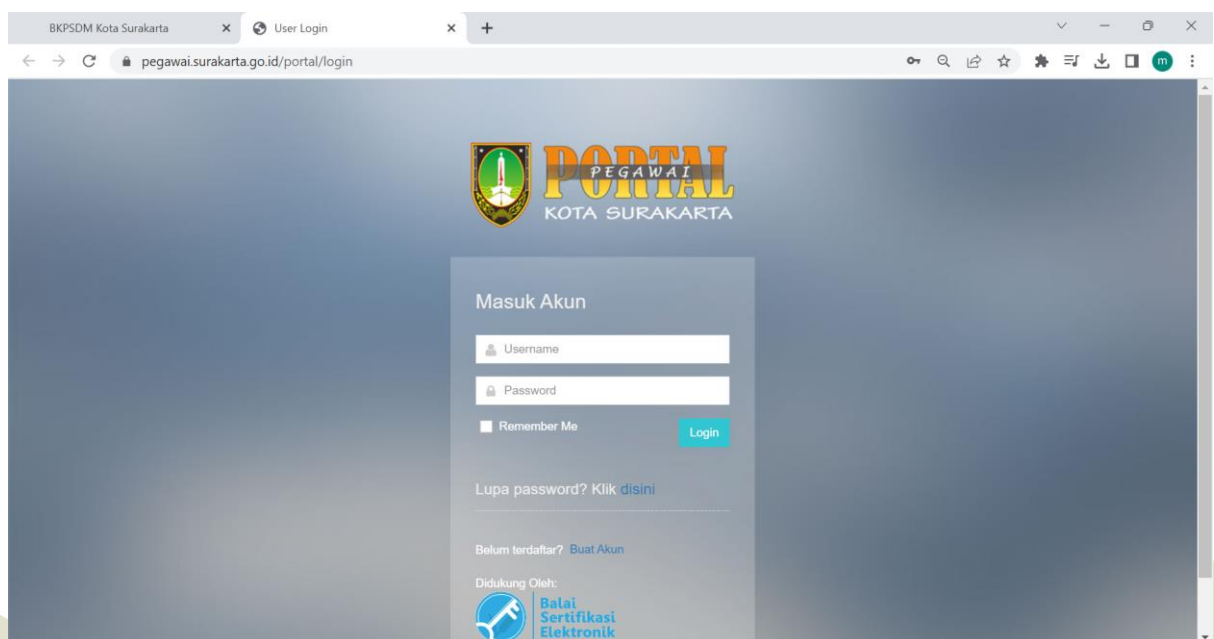 BKPSDM Kota Surakarta
User Login
pegawai.surakarta.go.id/portal/login
m
PORTAL
PEGAWAI
KOTA SURAKARTA
Masuk Akun
Username
Password
Remember Me
Login
Lupa password? Klik disini
Belum terdaftar? Buat Akun
Didukung Oleh:
Balai
Sertifikasi
Elektronik